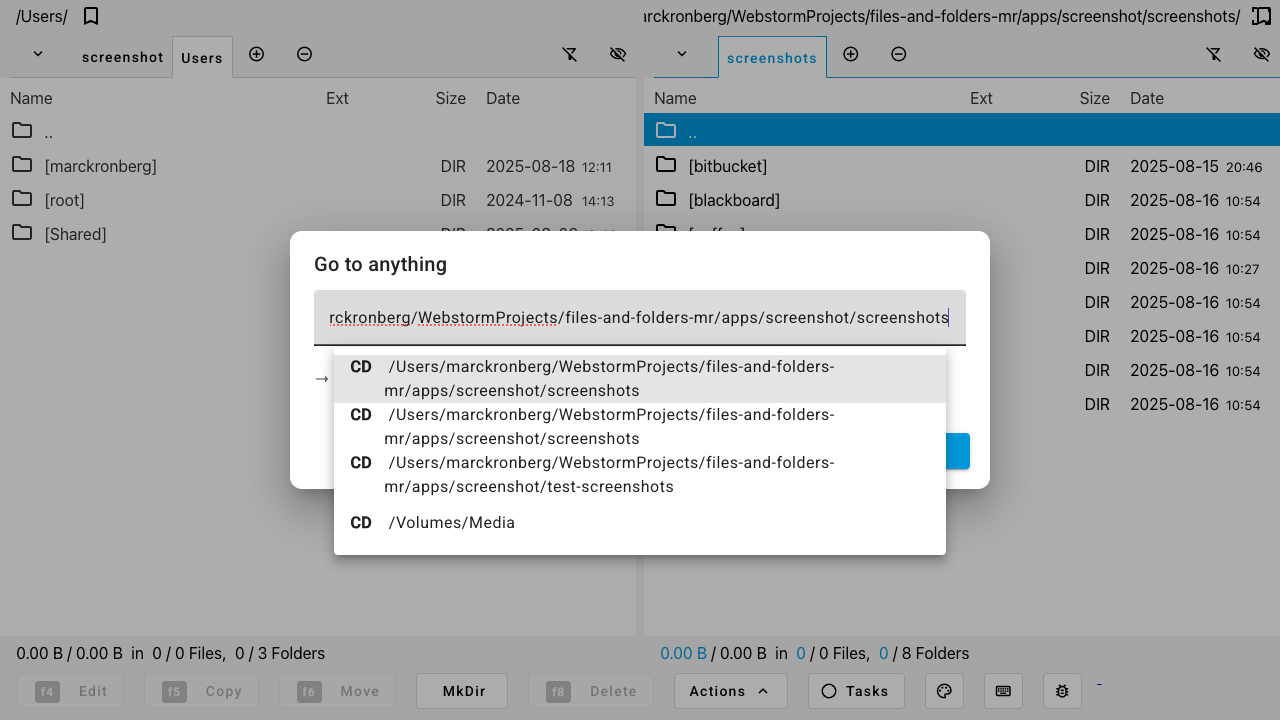 /Users/
rckronberg/WebstormProjects/files-and-folders-mr/apps/screenshot/screenshots/
screenshot Users
screenshots
Name Ext Size Date
Name Ext Size Date
..
..
[marckronberg] DIR 2025-08-18 12:11
[bitbucket] DIR 2025-08-15 20:46
[root] DIR 2024-11-08 14:13
[blackboard] DIR 2025-08-16 10:54
[Shared]
DIR 2025-08-16 10:54
DIR 2025-08-16 10:27
DIR 2025-08-16 10:54
DIR 2025-08-16 10:54
DIR 2025-08-16 10:54
DIR 2025-08-16 10:54
Go to anything
rckronberg/WebstormProjects/files-and-folders-mr/apps/screenshot/screenshots
→
CD /Users/marckronberg/WebstormProjects/files-and-folders-
mr/apps/screenshot/screenshots
CD /Users/marckronberg/WebstormProjects/files-and-folders-
mr/apps/screenshot/screenshots
CD /Users/marckronberg/WebstormProjects/files-and-folders-
mr/apps/screenshot/test-screenshots
CD /Volumes/Media
0.00 B / 0.00 B in 0 / 0 Files, 0 / 3 Folders
0.00 B / 0.00 B in 0 / 0 Files, 0 / 8 Folders
f4 Edit f5 Copy f6 Move MkDir f8 Delete Actions Tasks